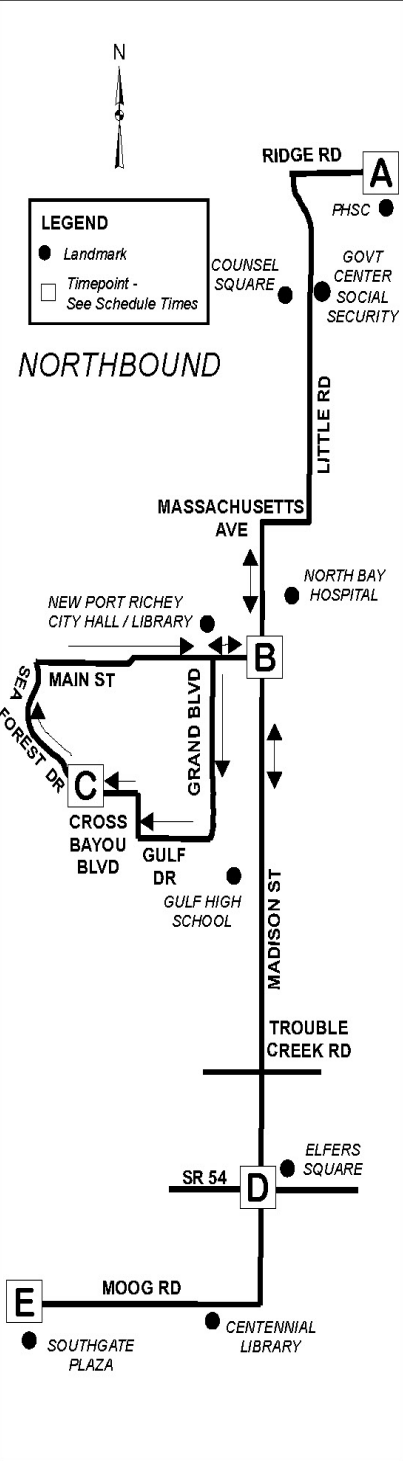 N
RIDGE RD
A
PHSC
LEGEND
Landmark
Timepoint -
See Schedule Times
COUNSEL
SQUARE
GOVT
CENTER
SOCIAL
SECURITY
NORTHBOUND
LITTLE RD
MASSACHUSETTS
AVE
NORTH BAY
HOSPITAL
NEW PORT RICHEY
CITY HALL / LIBRARY
B
MAIN ST
SEA
FOREST DR
GRAND BLVD
C
CROSS
BAYOU
BLVD
GULF
DR
GULF HIGH
SCHOOL
MADISON ST
TROUBLE
CREEK RD
ELFERS
SQUARE
SR 54
D
MOOG RD
E
CENTENNIAL
LIBRARY
SOUTHGATE
PLAZA